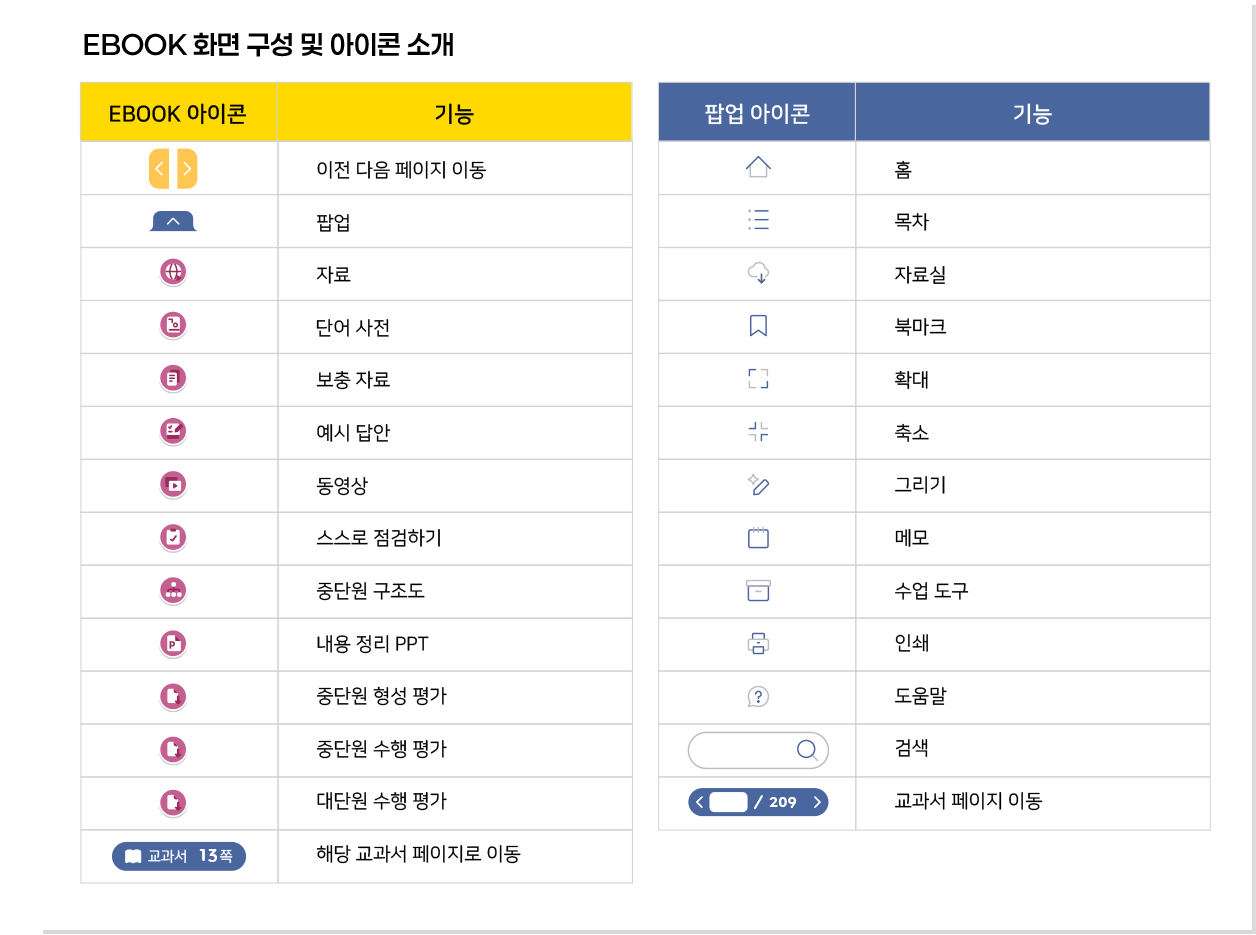 EBOOK 화면 구성 및 아이콘 소개
EBOOK 아이콘 기능
이전 다음 페이지 이동
팝업
자료
단어 사전
보충 자료
예시 답안
동영상
스스로 점검하기
중단원 구조도
P 내용 정리 PPT
중단원 형성 평가
중단원 수행 평가
대단원 수행 평가
교과서 13쪽 해당 교과서 페이지로 이동
팝업 아이콘 기능
홈
목차
자료실
북마크
확대
축소
그리기
메모
수업 도구
인쇄
? 도움말
검색
/ 209 교과서 페이지 이동